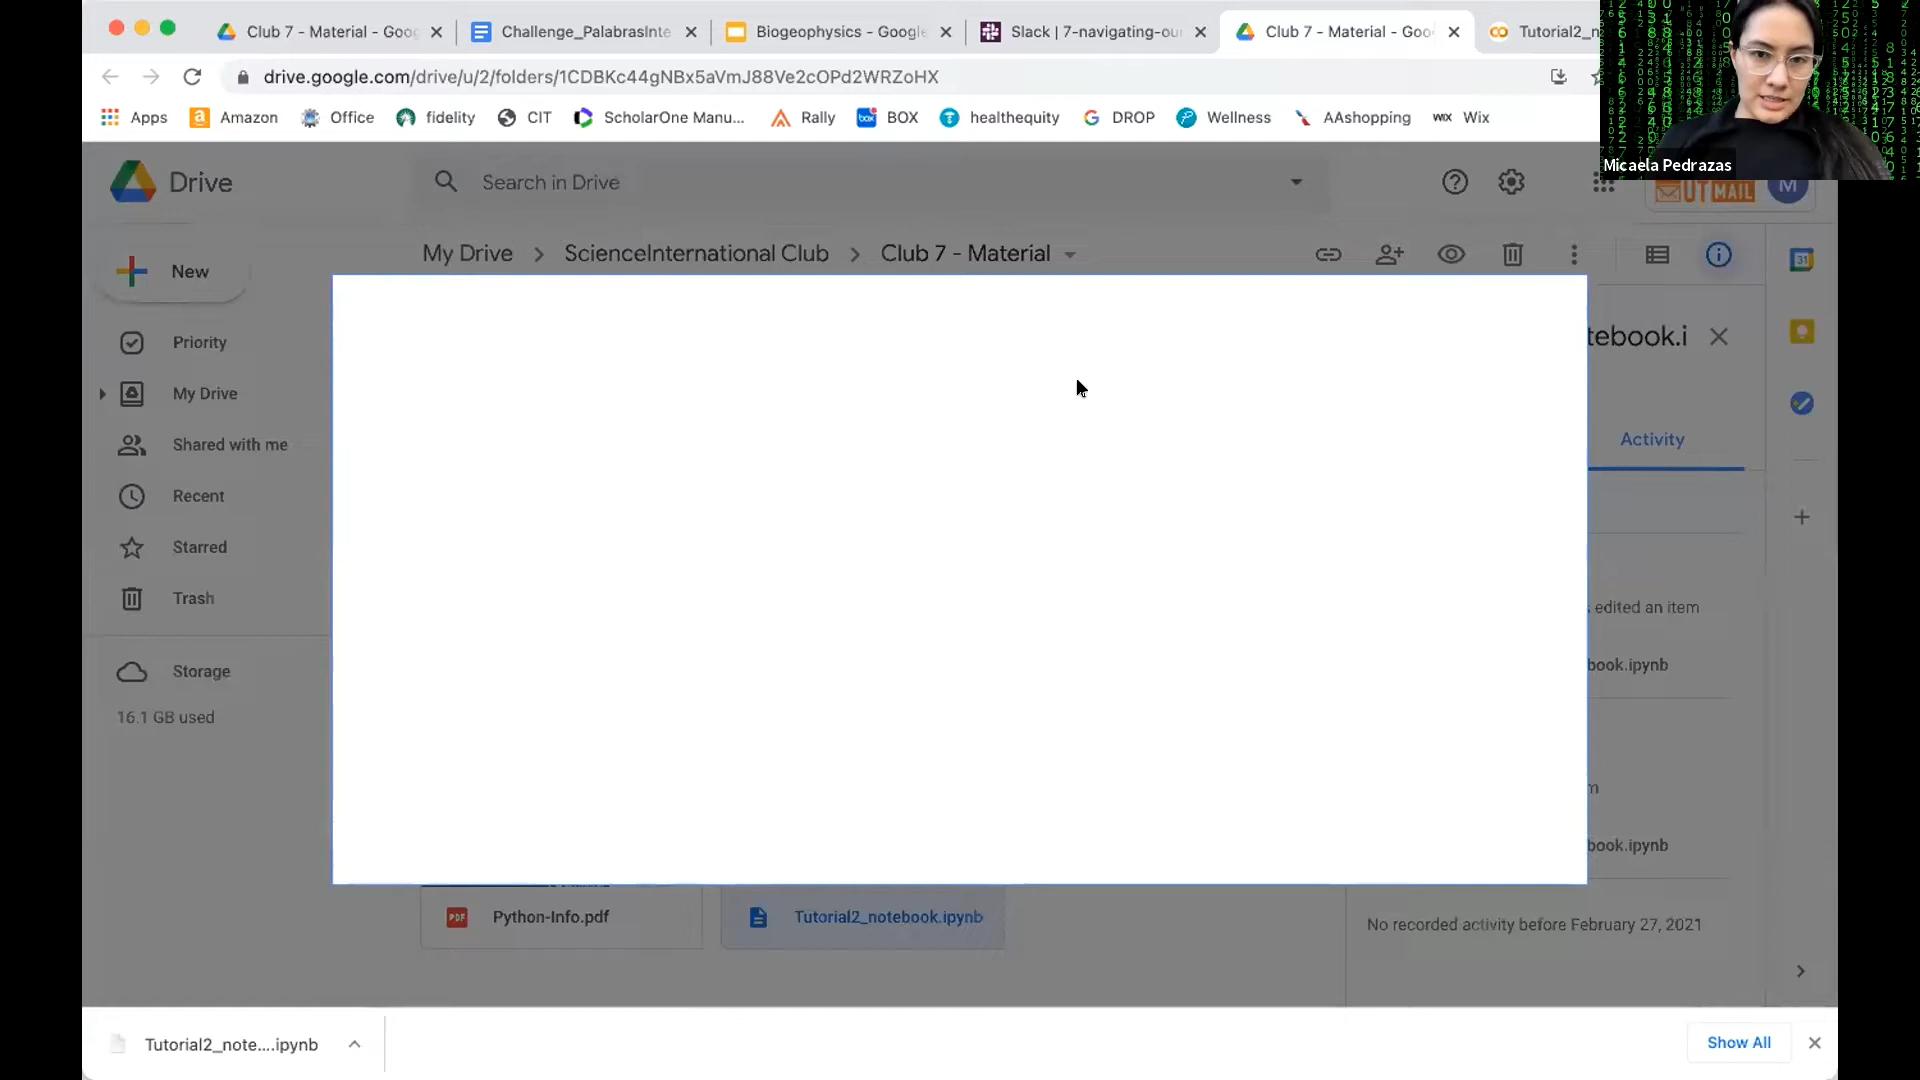 Club 7 - Material - Goo
Challenge_PalabrasInte
Biogeophysics - Google
Slack | 7-navigating-ou
Club 7 - Material - Goo
Tutorial2_n
drive.google.com/drive/u/2/folders/1CDBKc44gNBx5aVmJ88Ve2cOPd2WRZoHX
Apps
Amazon
Office
fidelity
CIT
ScholarOne Manu...
Rally
BOX
healthequity
DROP
Wellness
AAshopping
Wix
Micaela Pedrazas
Drive
Search in Drive
UT MAIL
M
My Drive > ScienceInternational Club > Club 7 - Material
New
Priority
My Drive
Shared with me
Recent
Starred
Trash
Storage
16.1 GB used
tebook.i
Activity
edited an item
book.ipynb
book.ipynb
Python-Info.pdf
Tutorial2_notebook.ipynb
No recorded activity before February 27, 2021
Tutorial2_note....ipynb
Show All